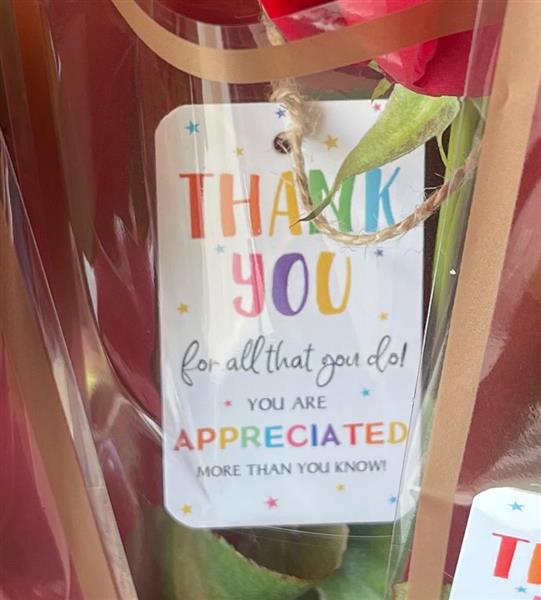 THANK
YOU
for all that you do!
YOU ARE
APPRECIATED
MORE THAN YOU KNOW!